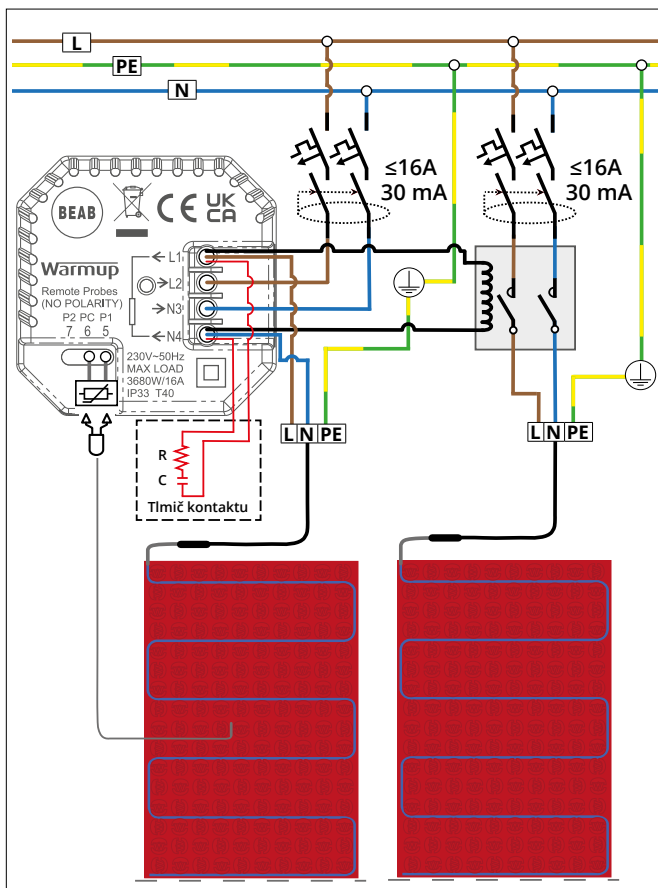 L
PE
N
≤16A
30 mA
≤16A
30 mA
BEAB
CE UK CA
Warmup
Remote Probes
(NO POLARITY)
P2 PC P1
7 6 5
L1
L2
N3
N4
230V~50Hz
MAX LOAD
3680W/16A
IP33 T40
R
C
Tlmič kontaktu
L N PE
L N PE